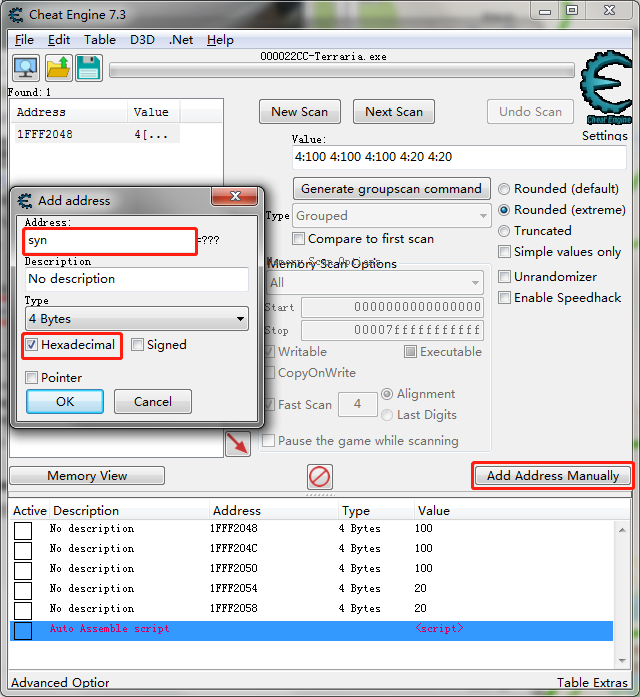 Cheat Engine 7.3
File Edit Table D3D .Net Help
000022CC-Terraria.exe
Found: 1
Address Value
1FFF2048 4[...
New Scan Next Scan Undo Scan
Cheat Engine
Settings
Value:
4:100 4:100 4:100 4:20 4:20
Generate groupscan command
Type Grouped
Compare to first scan
Memory Scan Options
All
Start 0000000000000000
Stop 00007fffffffffff
Writable Executable
CopyOnWrite
Fast Scan 4 Alignment
Last Digits
Pause the game while scanning
Rounded (default)
Rounded (extreme)
Truncated
Simple values only
Unrandomizer
Enable Speedhack
Add address
Address:
syn =???
Description
No description
Type
4 Bytes
Hexadecimal Signed
Pointer
OK Cancel
Memory View Add Address Manually
Active Description Address Type Value
No description 1FFF2048 4 Bytes 100
No description 1FFF204C 4 Bytes 100
No description 1FFF2050 4 Bytes 100
No description 1FFF2054 4 Bytes 20
No description 1FFF2058 4 Bytes 20
Auto Assemble script <script>
Advanced Optior Table Extras